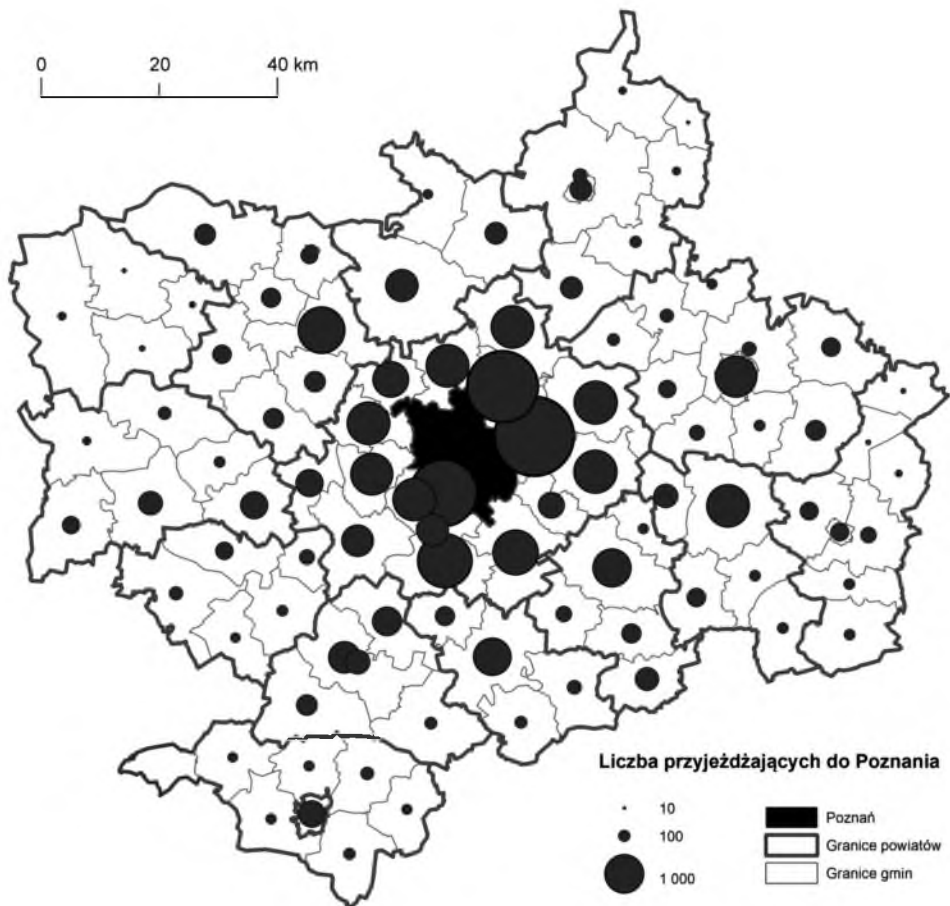 0 20 40 km
Liczba przyjeżdżających do Poznania
10
100
1 000
Poznań
Granice powiatów
Granice gmin